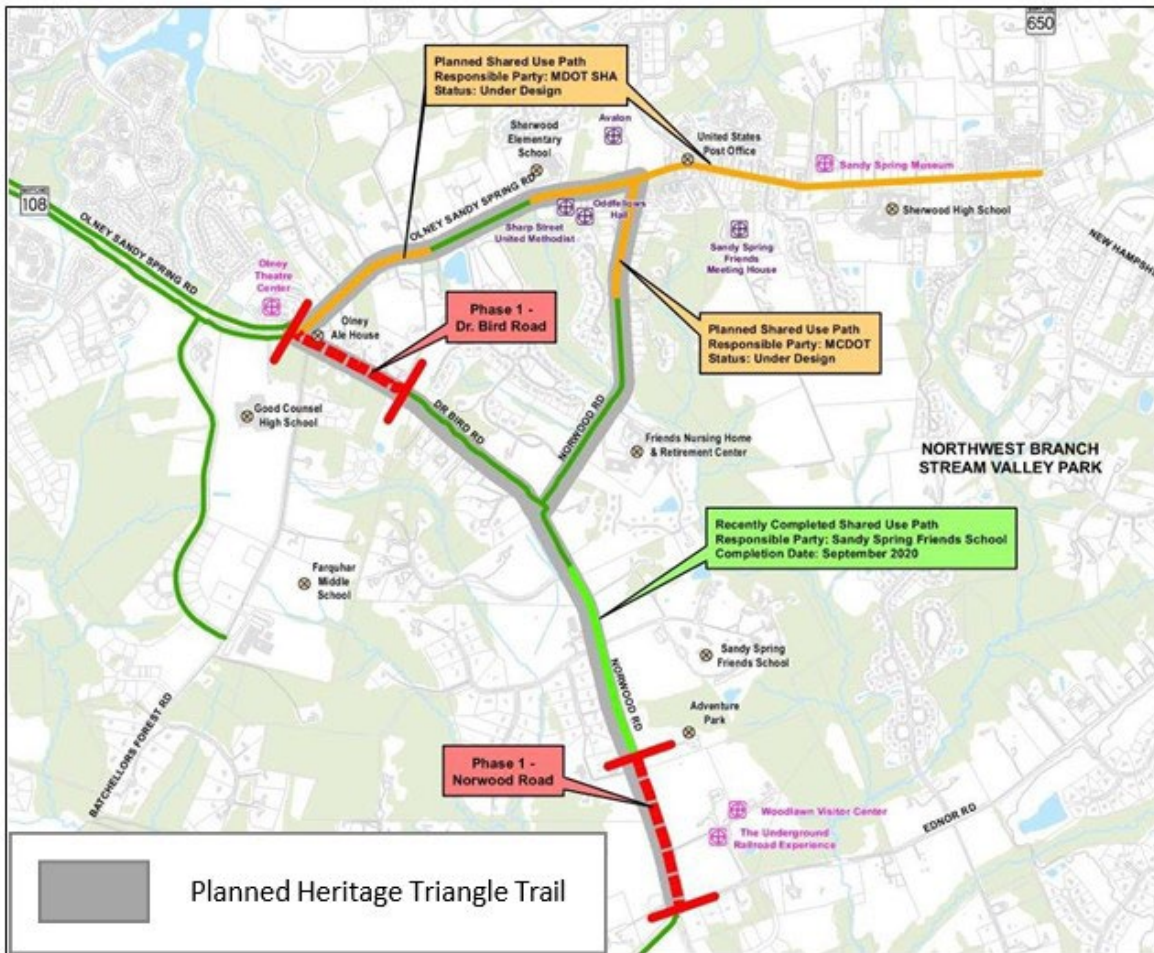 MARYLAND
650
Planned Shared Use Path
Responsible Party: MDOT SHA
Status: Under Design
Avalon
Sherwood
Elementary
School
United States
Post Office
Sandy Spring Museum
108
OLNEY SANDY SPRING RD
OLNEY SANDY SPRING RD
Oddfellows
Hall
Sharp Street
United Methodist
Sherwood High School
Sandy Spring
Friends
Meeting House
NEW HAMPSHI
Olney
Theatre
Center
Phase 1 -
Dr. Bird Road
Olney
Ale House
Planned Shared Use Path
Responsible Party: MCDOT
Status: Under Design
Good Counsel
High School
DR BIRD RD
NORWOOD RD
Friends Nursing Home
& Retirement Center
NORTHWEST BRANCH
STREAM VALLEY PARK
Recently Completed Shared Use Path
Responsible Party: Sandy Spring Friends School
Completion Date: September 2020
Farquhar
Middle
School
Sandy Spring
Friends School
NORWOOD RD
BATCHELLORS FOREST RD
Adventure
Park
Phase 1 -
Norwood Road
Woodlawn Visitor Center
The Underground
Railroad Experience
EDNOR RD
Planned Heritage Triangle Trail